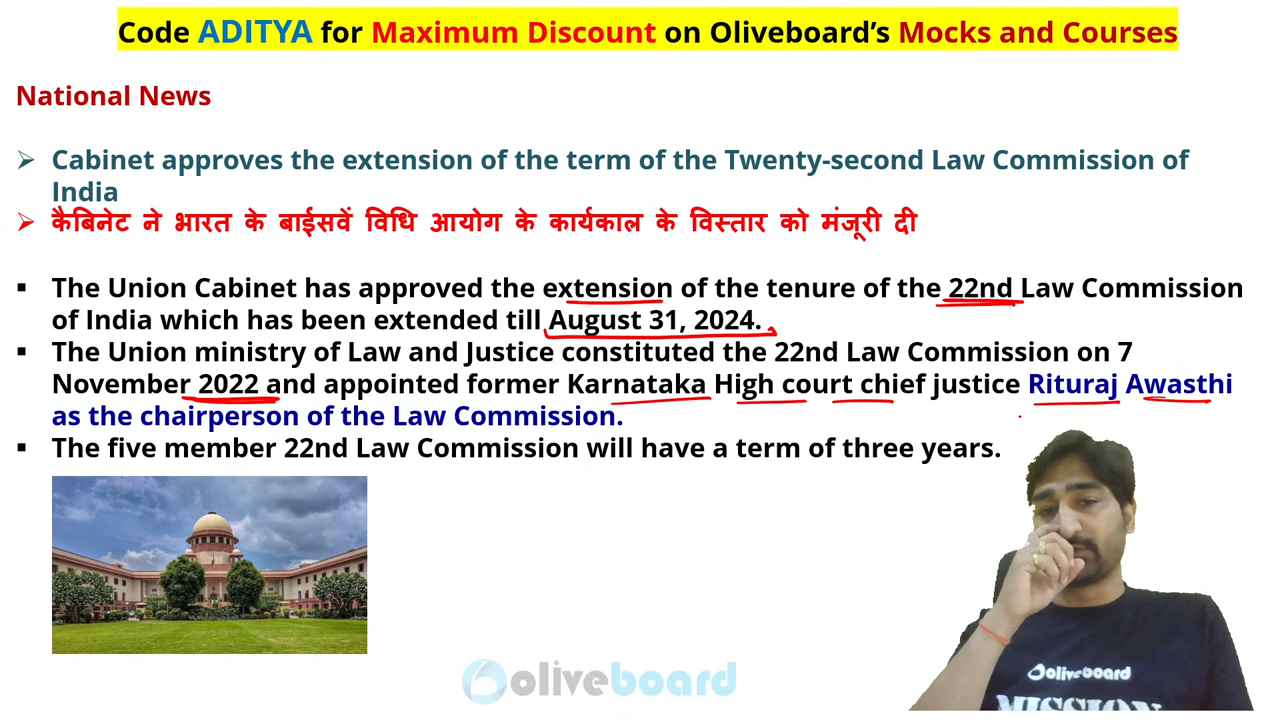 Code ADITYA for Maximum Discount on Oliveboard’s Mocks and Courses
National News
Cabinet approves the extension of the term of the Twenty-second Law Commission of
India
कैबिनेट ने भारत के बाईसवें विधि आयोग के कार्यकाल के विस्तार को मंजूरी दी
The Union Cabinet has approved the extension of the tenure of the 22nd Law Commission
of India which has been extended till August 31, 2024.
The Union ministry of Law and Justice constituted the 22nd Law Commission on 7
November 2022 and appointed former Karnataka High court chief justice Rituraj Awasthi
as the chairperson of the Law Commission.
The five member 22nd Law Commission will have a term of three years.
oliveboard
oliveboard
MISSION